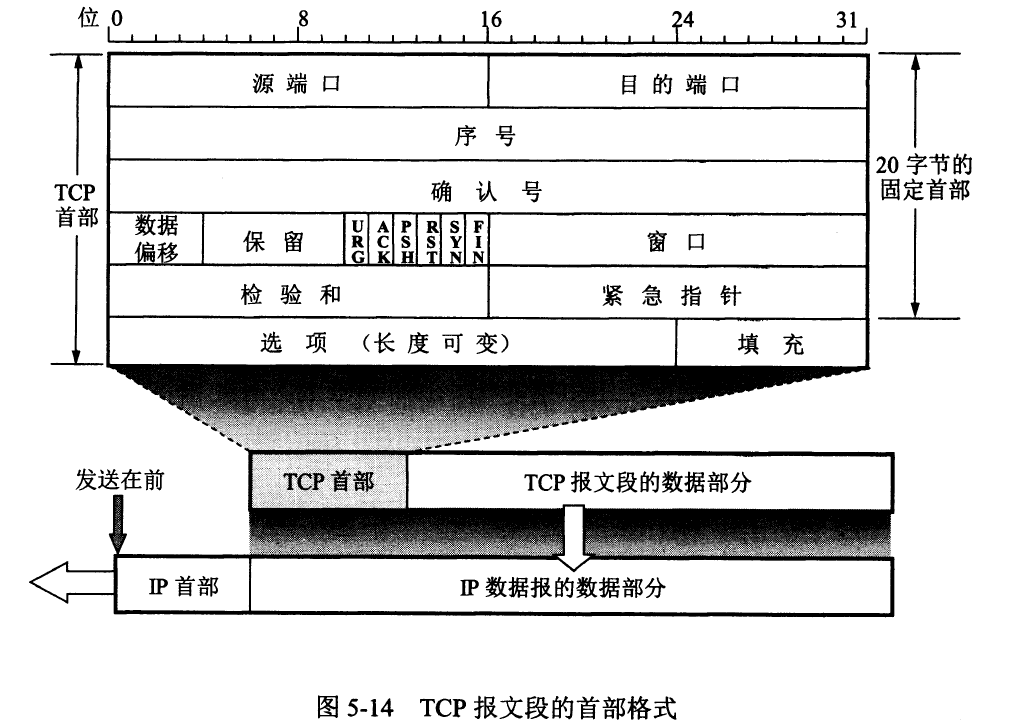 位 0 8 16 24 31
源端口 目的端口
序号
确认号
TCP
首部
20 字节的
固定首部
数据
偏移
保留
URG
ACK
PSH
RST
SYN
FIN
窗口
检验和 紧急指针
选项（长度可变） 填充
发送在前
TCP 首部 TCP 报文段的数据部分
IP 首部 IP 数据报的数据部分
图 5-14 TCP 报文段的首部格式